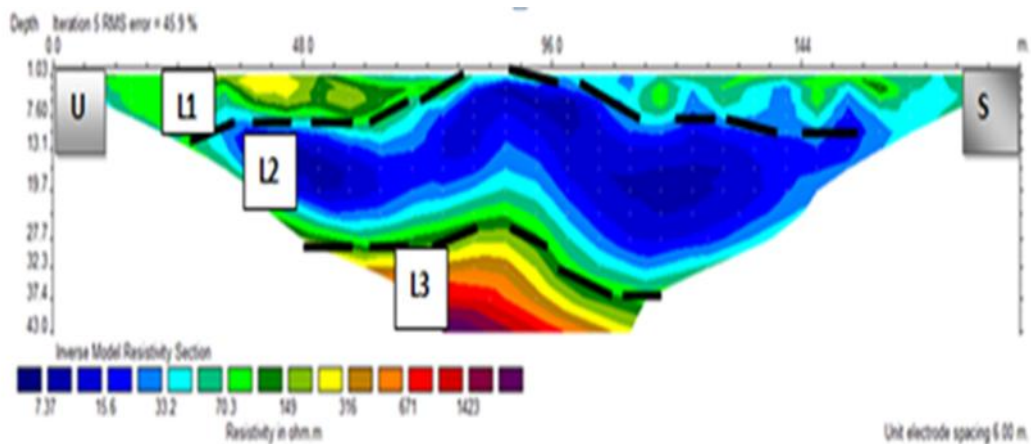 Depth Iteration 5 RMS error = 45.9 %
0.0 48.0 96.0 144 m.
1.03
7.60
13.1
19.7
27.7
32.3
37.4
43.0
U
L1
L2
L3
S
Inverse Model Resistivity Section
7.37 15.6 33.2 70.3 149 316 671 1423
Resistivity in ohm.m
Unit electrode spacing 6.00 m.